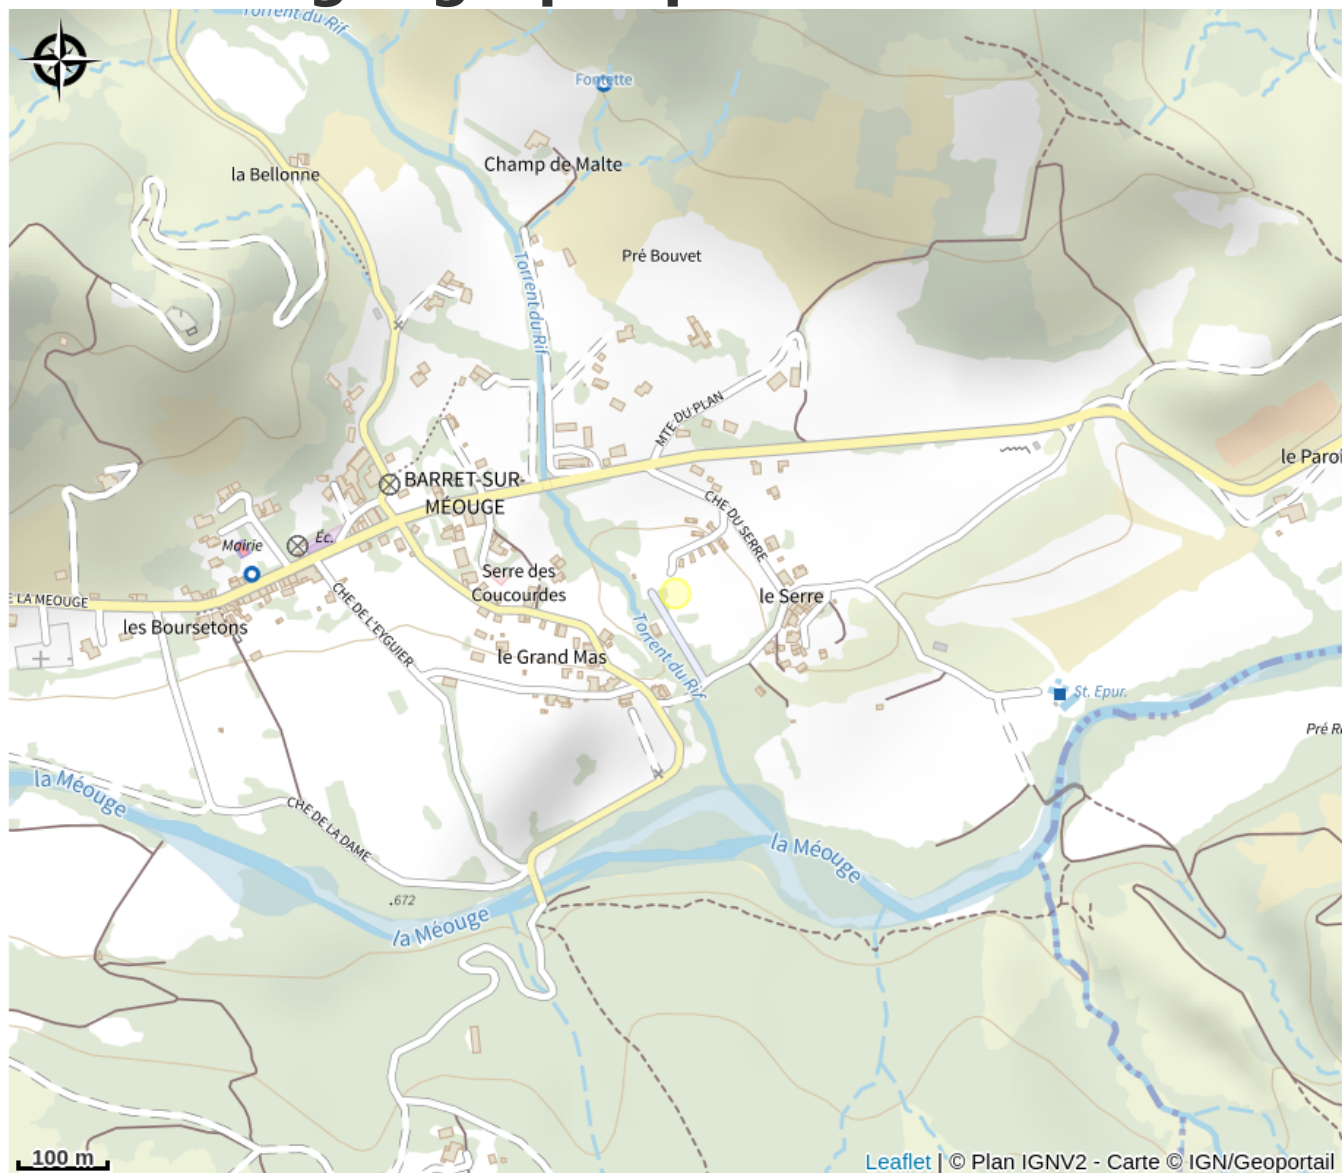 Torrent du Rif
Fontette
Champ de Malte
la Bellonne
Pré Bouvet
Torrent du Rif
MTE DU PLAN
BARRET-SUR-
MÉOUGE
CHE DU SERRE
le Paroi
Mairie
Éc.
Serre des
Coucourdes
le Serre
E LA MEOUGE
CHE DE L'EYGUIER
les Boursetons
le Grand Mas
Torrent du Rif
St. Epur.
la Méouge
CHE DE LA DAME
la Méouge
.672
la Méouge
100 m
Leaflet | © Plan IGNV2 - Carte © IGN/Geoportail